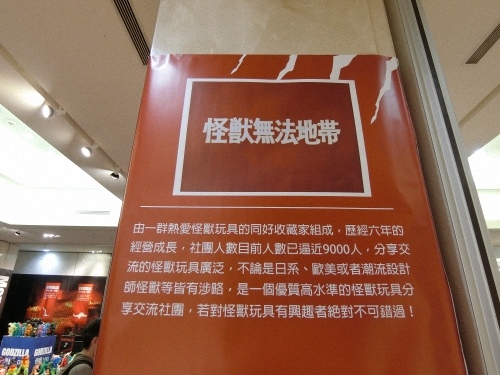 怪獸無法地帶
由一群熱愛怪獸玩具的同好收藏家組成，歷經六年的
經營成長，社團人數目前人數已逼近9000人，分享交
流的怪獸玩具廣泛，不論是日系、歐美或者潮流設計
師怪獸等皆有涉略，是一個優質高水準的怪獸玩具分
享交流社團，若對怪獸玩具有興趣者絕對不可錯過！
GODZILLA
GODZILLA